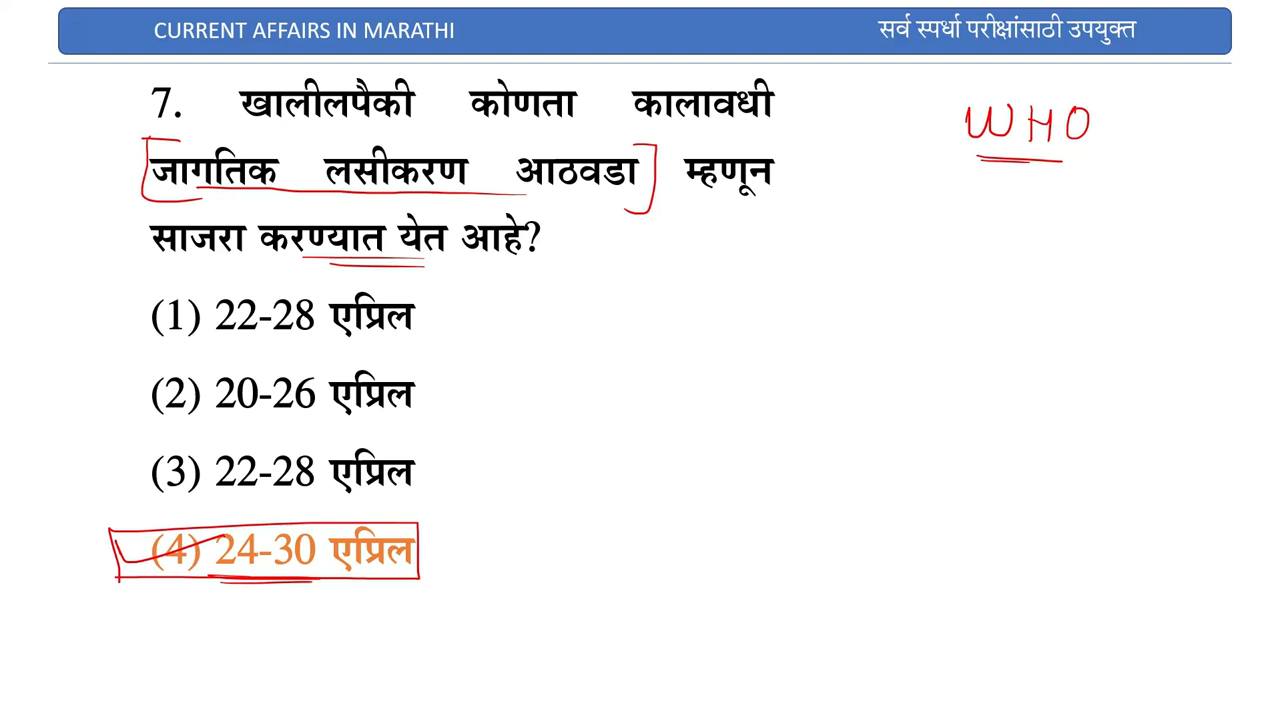 CURRENT AFFAIRS IN MARATHI
सर्व स्पर्धा परीक्षांसाठी उपयुक्त
7. खालीलपैकी कोणता कालावधी
जागतिक लसीकरण आठवडा म्हणून
साजरा करण्यात येत आहे?
WHO
(1) 22-28 एप्रिल
(2) 20-26 एप्रिल
(3) 22-28 एप्रिल
(4) 24-30 एप्रिल